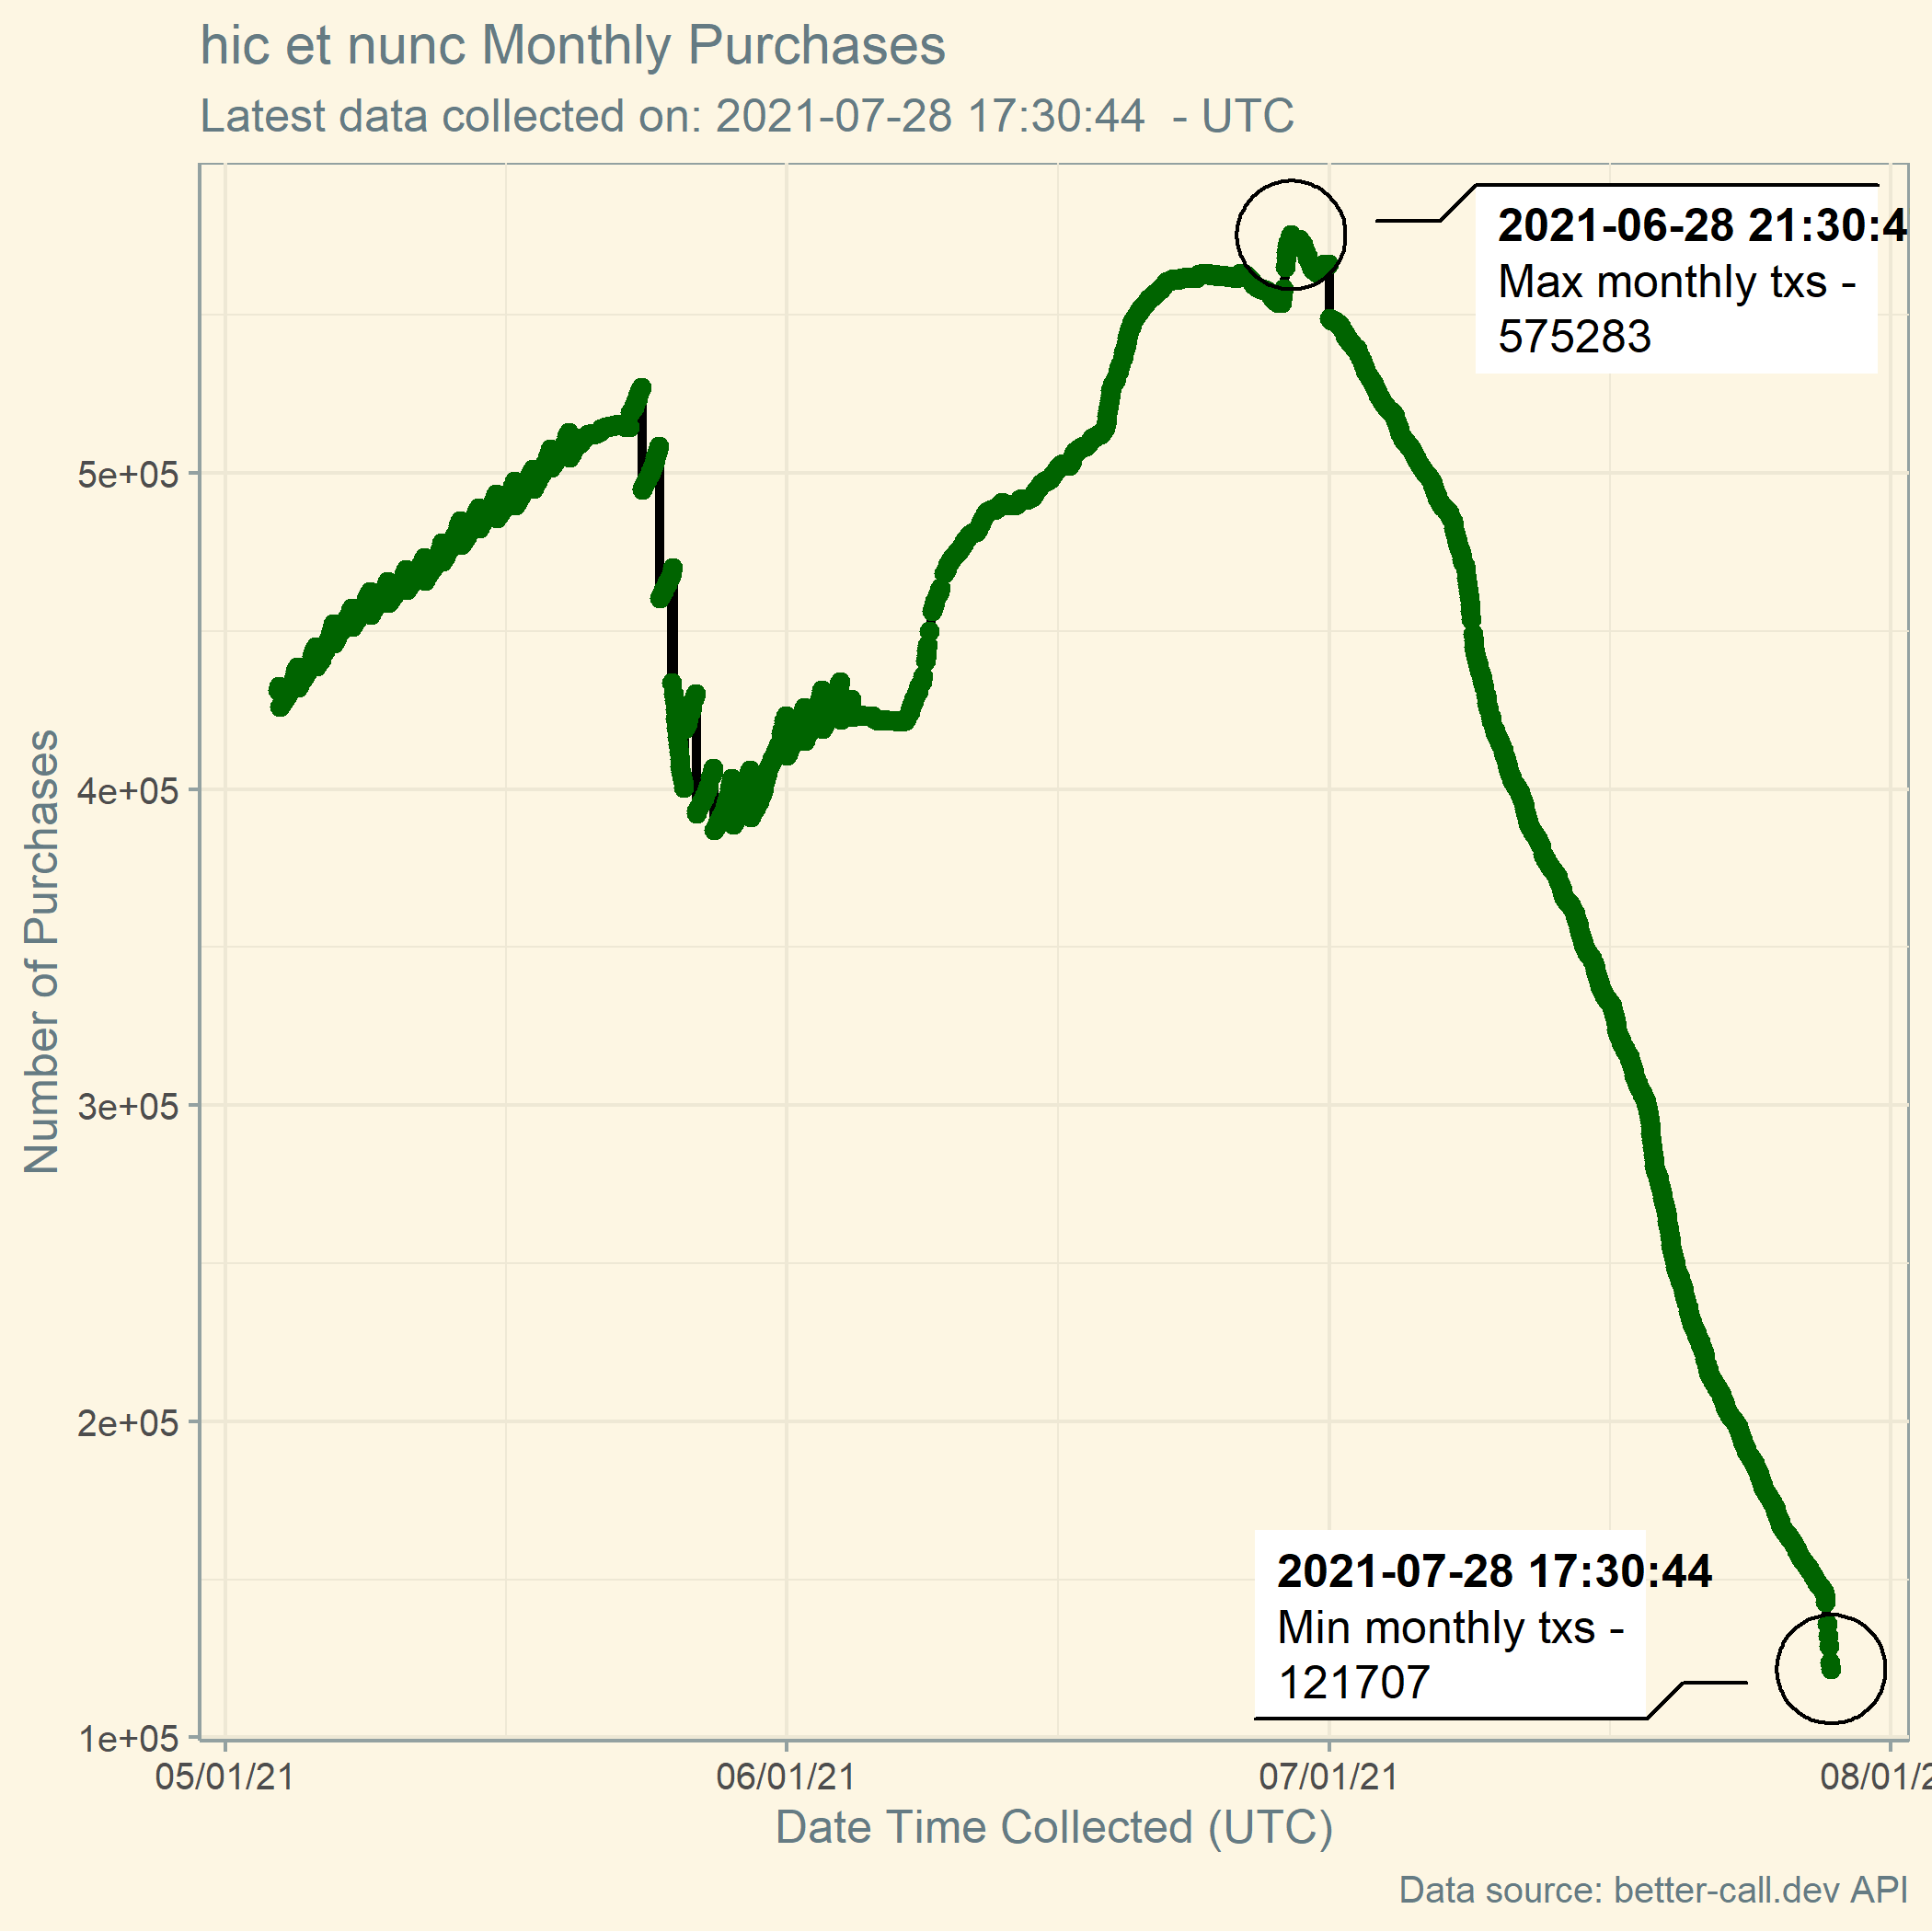 hic et nunc Monthly Purchases
Latest data collected on: 2021-07-28 17:30:44 - UTC
2021-06-28 21:30:4
Max monthly txs -
575283
5e+05
4e+05
3e+05
2e+05
1e+05
Number of Purchases
2021-07-28 17:30:44
Min monthly txs -
121707
05/01/21
06/01/21
07/01/21
08/01/2
Date Time Collected (UTC)
Data source: better-call.dev API